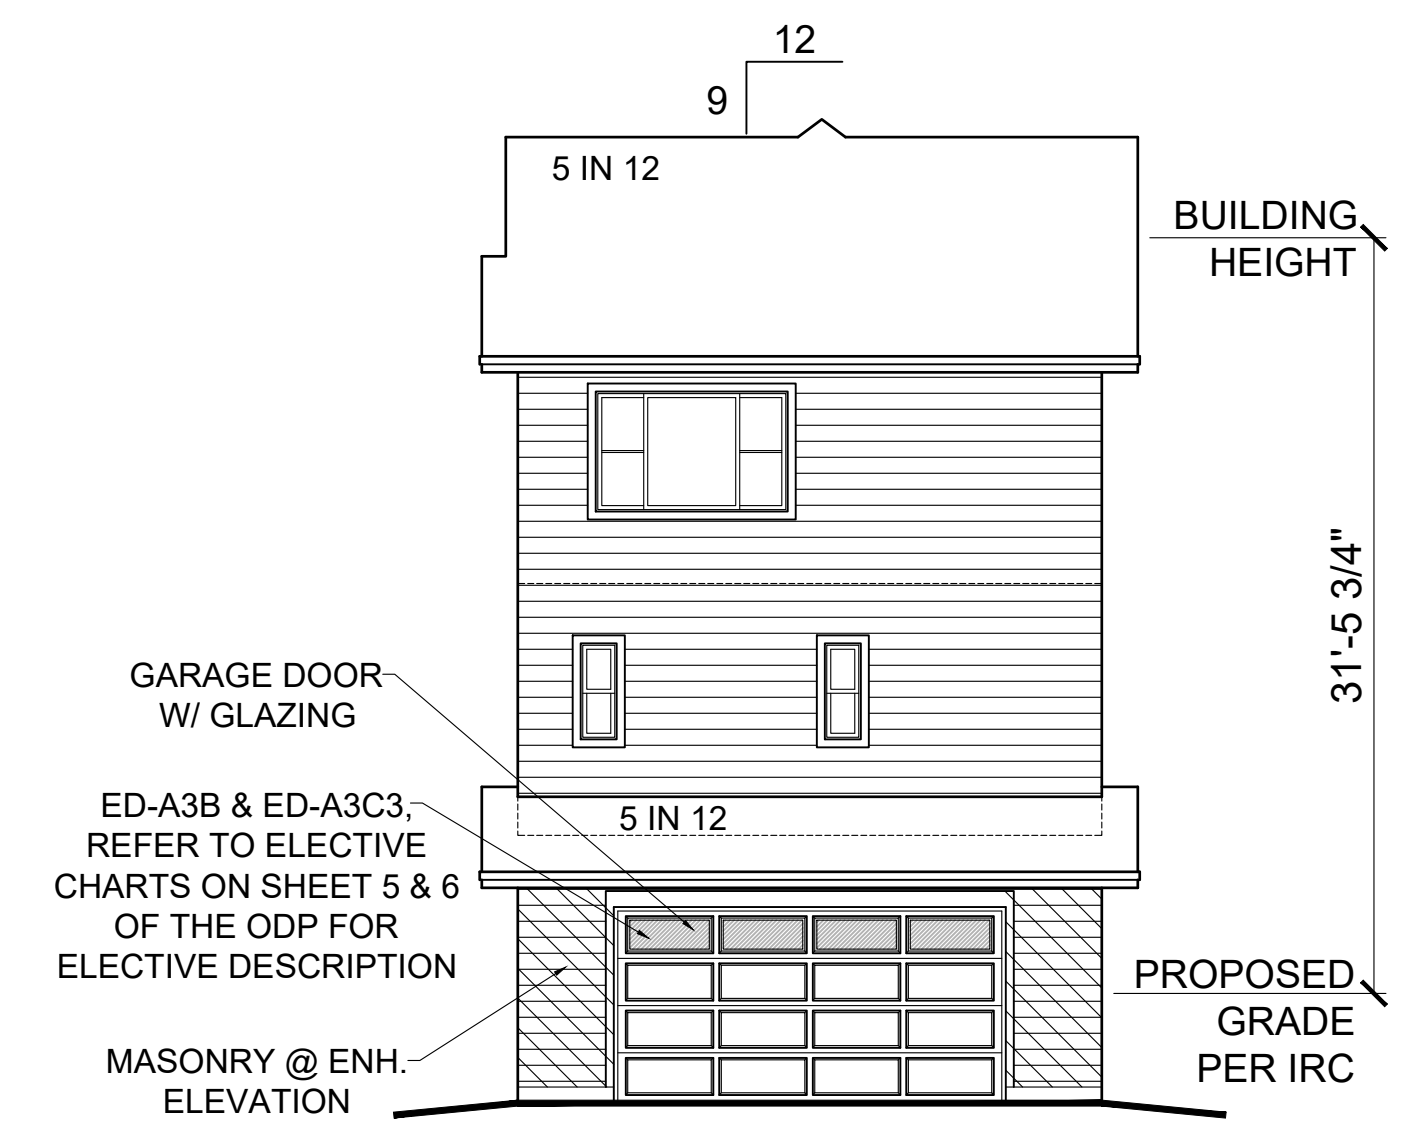 12
9
5 IN 12
BUILDING
HEIGHT
31'-5 3/4"
GARAGE DOOR
W/ GLAZING
ED-A3B & ED-A3C3,
REFER TO ELECTIVE
CHARTS ON SHEET 5 & 6
OF THE ODP FOR
ELECTIVE DESCRIPTION
5 IN 12
MASONRY @ ENH.
ELEVATION
PROPOSED
GRADE
PER IRC